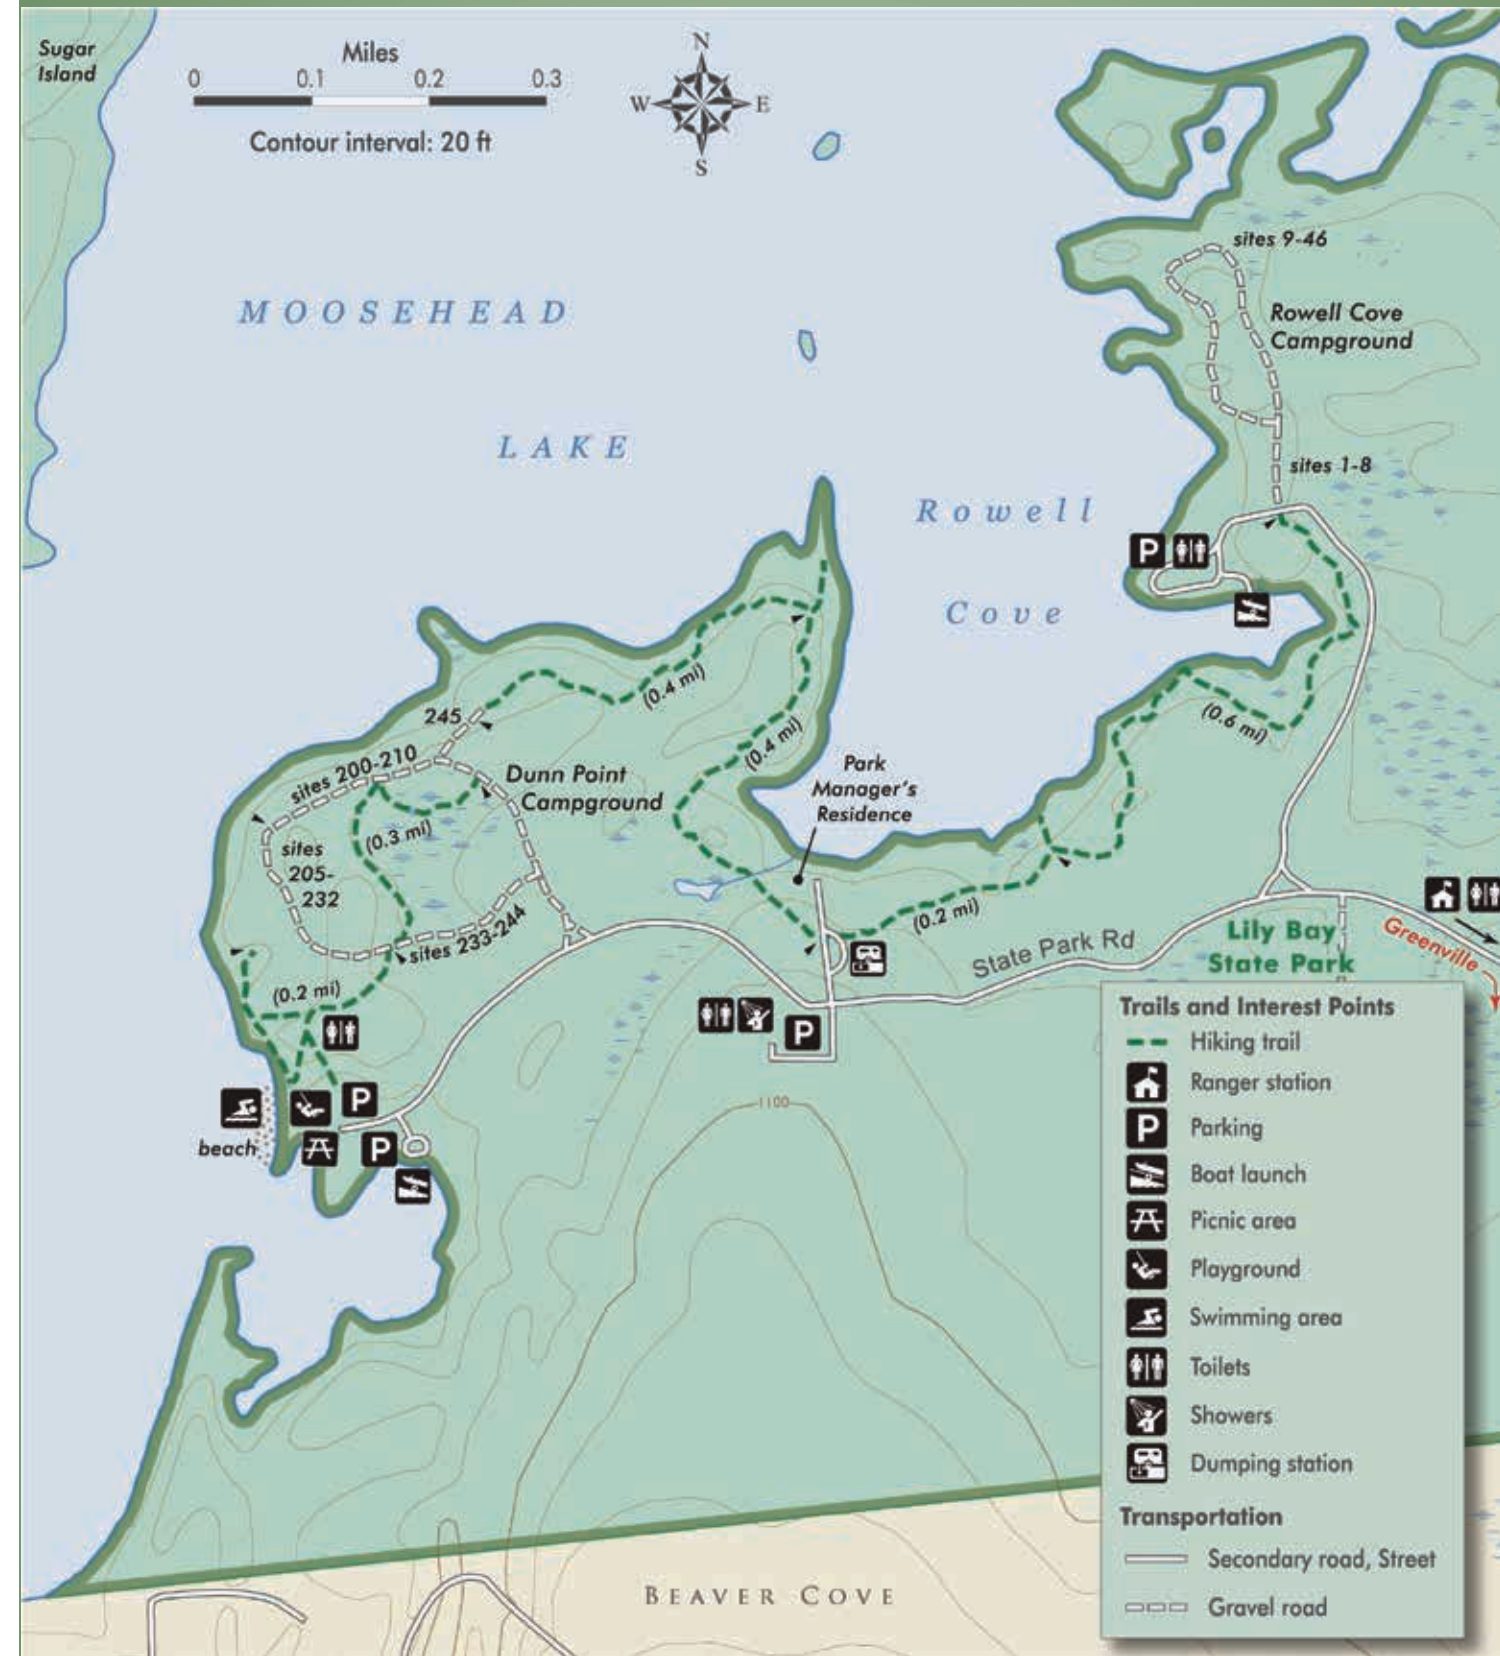 Sugar
Island
Miles
0 0.1 0.2 0.3
Contour interval: 20 ft
N
W E
S
MOOSEHEAD
LAKE
Rowell
Cove
sites 9-46
Rowell Cove
Campground
sites 1-8
P
(0.4 mi)
(0.4 mi)
(0.6 mi)
245
sites 200-210
Dunn Point
Campground
(0.3 mi)
sites
205-
232
sites 233-244
Park
Manager's
Residence
(0.2 mi)
(0.2 mi)
State Park Rd
Lily Bay
State Park
Greenville
P
P
P
beach
1100
BEAVER COVE
Trails and Interest Points
Hiking trail
Ranger station
P Parking
Boat launch
Picnic area
Playground
Swimming area
Toilets
Showers
Dumping station
Transportation
Secondary road, Street
Gravel road